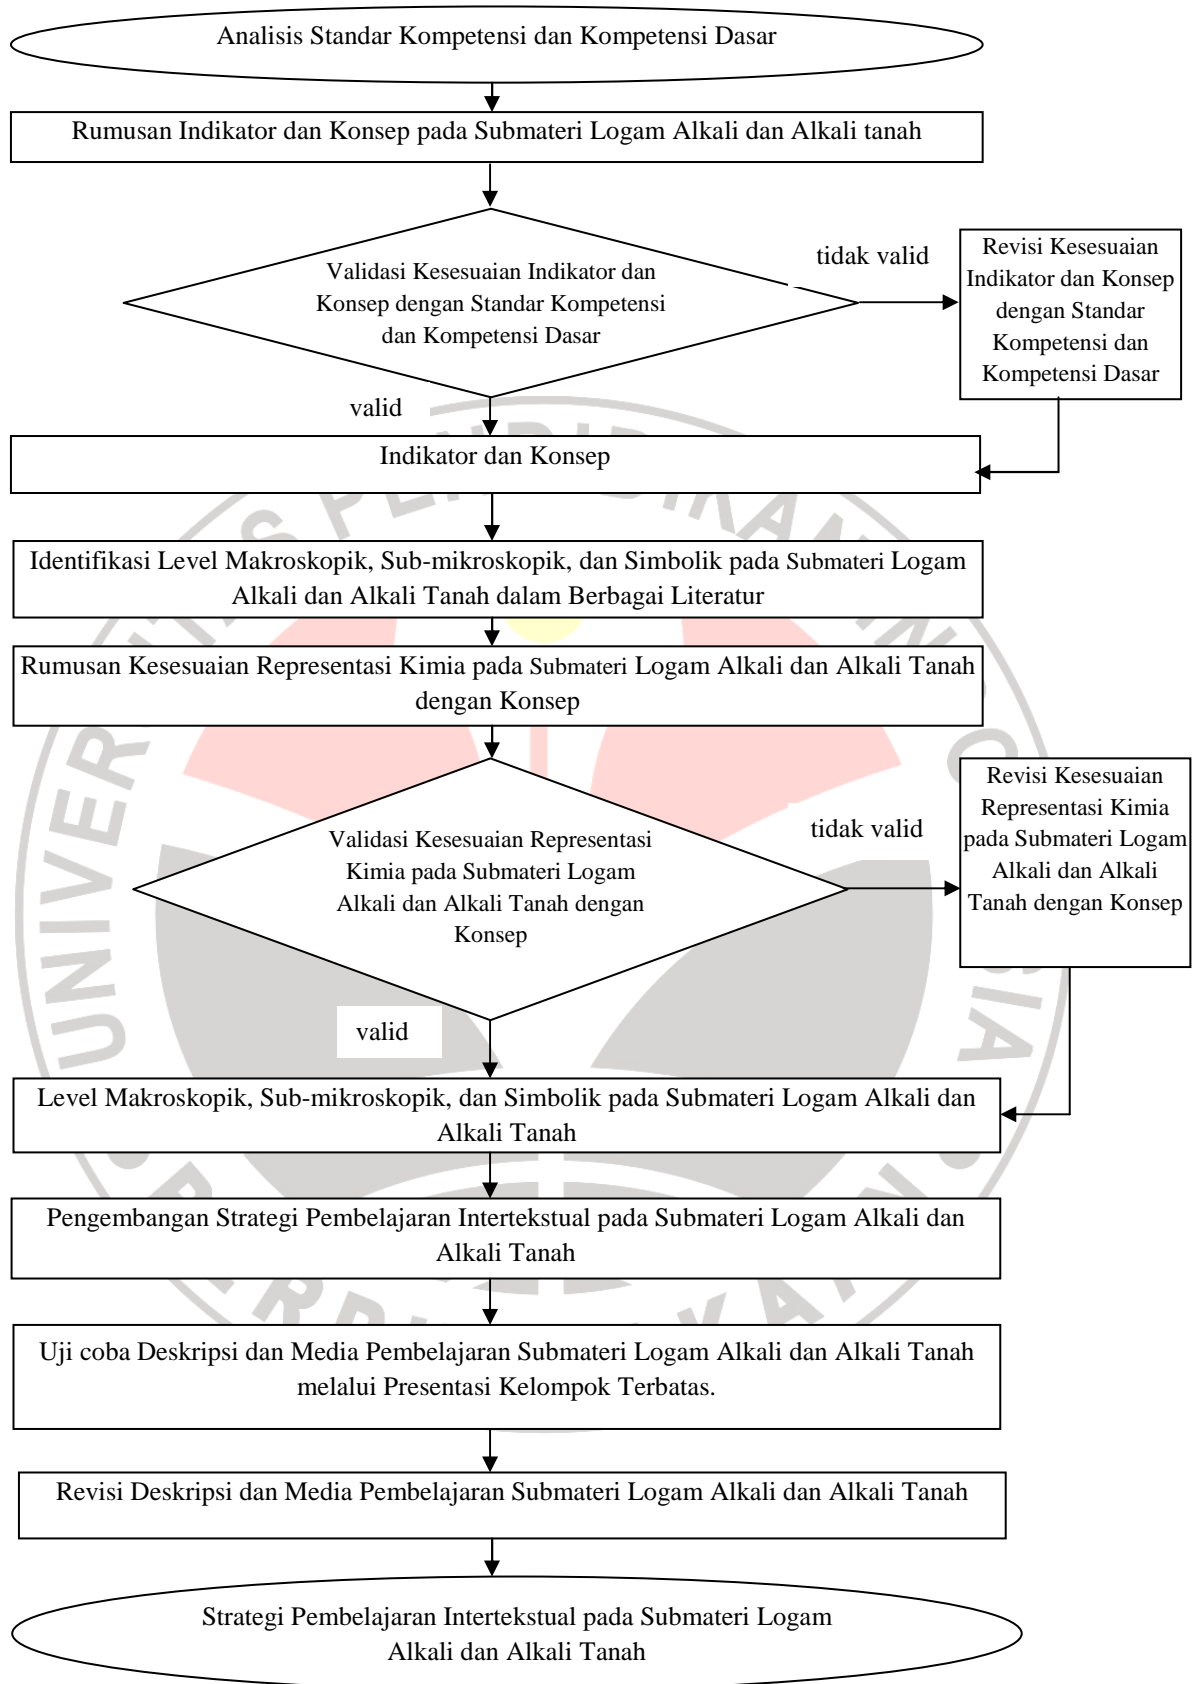 Analisis Standar Kompetensi dan Kompetensi Dasar
Rumusan Indikator dan Konsep pada Submateri Logam Alkali dan Alkali tanah
Validasi Kesesuaian Indikator dan
Konsep dengan Standar Kompetensi
dan Kompetensi Dasar
tidak valid
Revisi Kesesuaian
Indikator dan Konsep
dengan Standar
Kompetensi dan
Kompetensi Dasar
valid
Indikator dan Konsep
Identifikasi Level Makroskopik, Sub-mikroskopik, dan Simbolik pada Submateri Logam
Alkali dan Alkali Tanah dalam Berbagai Literatur
Rumusan Kesesuaian Representasi Kimia pada Submateri Logam Alkali dan Alkali Tanah
dengan Konsep
Validasi Kesesuaian Representasi
Kimia pada Submateri Logam
Alkali dan Alkali Tanah dengan
Konsep
tidak valid
Revisi Kesesuaian
Representasi Kimia
pada Submateri Logam
Alkali dan Alkali
Tanah dengan Konsep
valid
Level Makroskopik, Sub-mikroskopik, dan Simbolik pada Submateri Logam Alkali dan
Alkali Tanah
Pengembangan Strategi Pembelajaran Intertekstual pada Submateri Logam Alkali dan
Alkali Tanah
Uji coba Deskripsi dan Media Pembelajaran Submateri Logam Alkali dan Alkali Tanah
melalui Presentasi Kelompok Terbatas.
Revisi Deskripsi dan Media Pembelajaran Submateri Logam Alkali dan Alkali Tanah
Strategi Pembelajaran Intertekstual pada Submateri Logam
Alkali dan Alkali Tanah